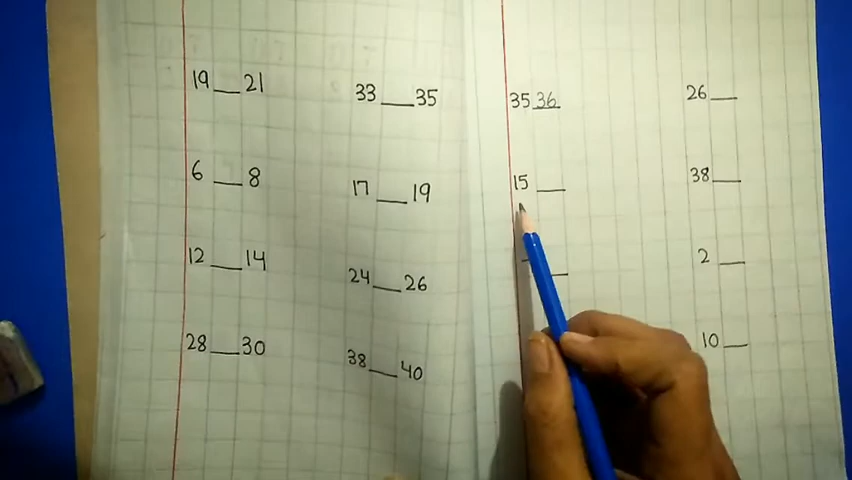 19 __ 21
6 __ 8
12 __ 14
28 __ 30
33 __ 35
17 __ 19
24 __ 26
38 __ 40
35 36
15 __
26 __
38 __
2 __
10 __